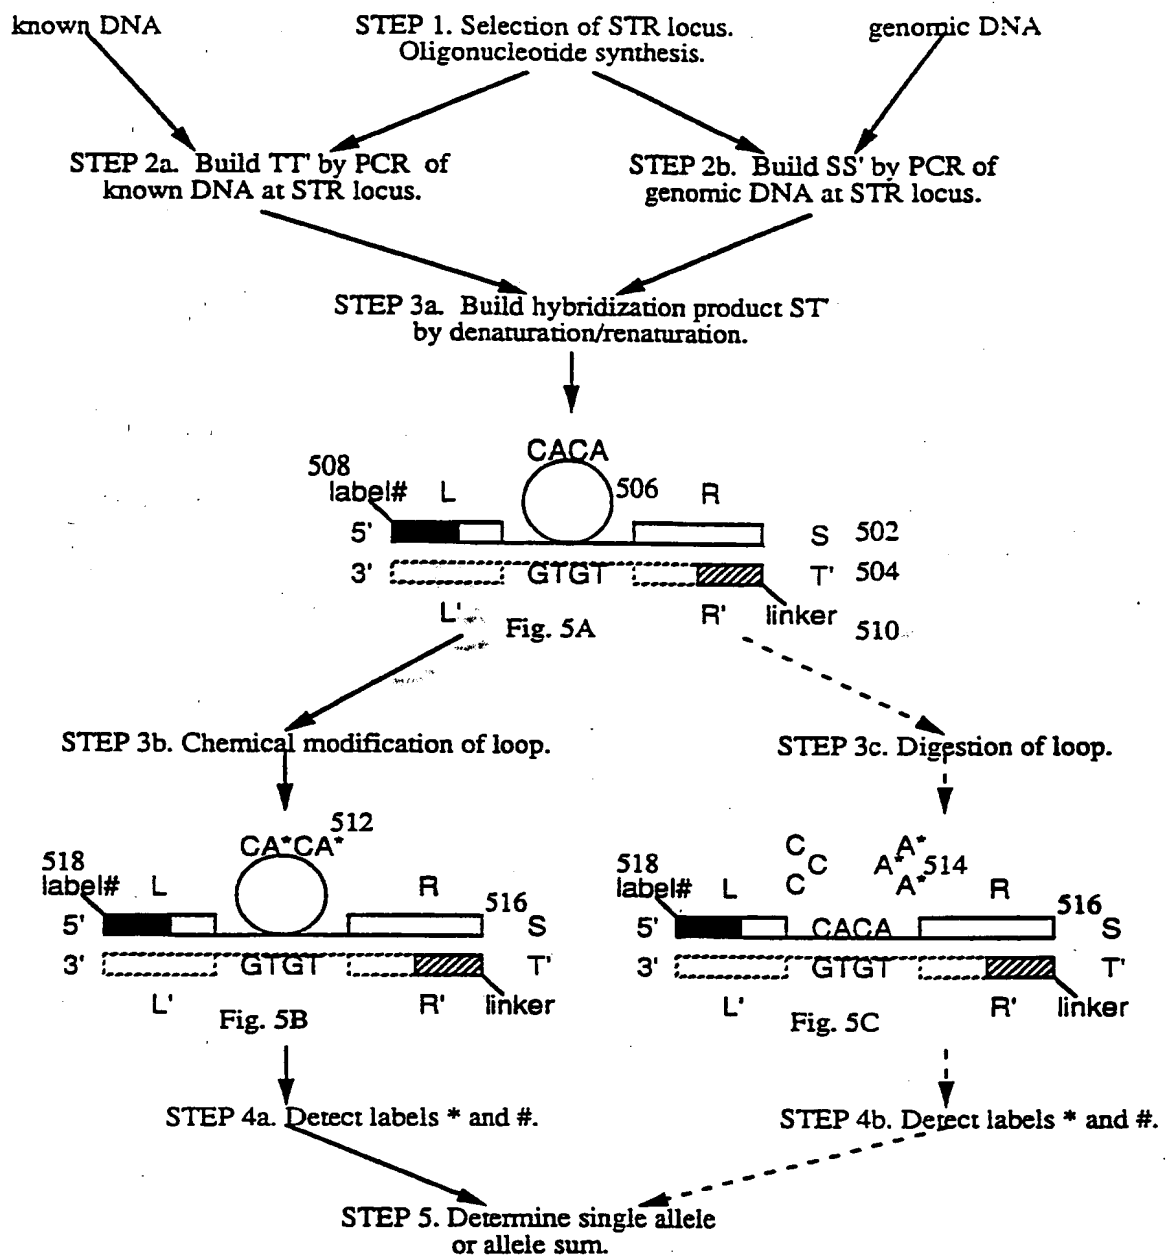 known DNA
STEP 1. Selection of STR locus.
Oligonucleotide synthesis.
genomic DNA
STEP 2a. Build TT' by PCR of
known DNA at STR locus.
STEP 2b. Build SS' by PCR of
genomic DNA at STR locus.
STEP 3a. Build hybridization product ST'
by denaturation/renaturation.
CACA
508
label# L
506
R
5'
S 502
3'
GTGT
T' 504
L'
R'
linker
510
Fig. 5A
STEP 3b. Chemical modification of loop.
STEP 3c. Digestion of loop.
CA*CA*
512
518
label# L
R
516
5'
S
3'
GTGT
T'
L'
R'
linker
Fig. 5B
C
C
C
A*
A*
A*
514
518
label# L
R
516
5'
CACA
S
3'
GTGT
T'
L'
R'
linker
Fig. 5C
STEP 4a. Detect labels * and #.
STEP 4b. Detect labels * and #.
STEP 5. Determine single allele
or allele sum.